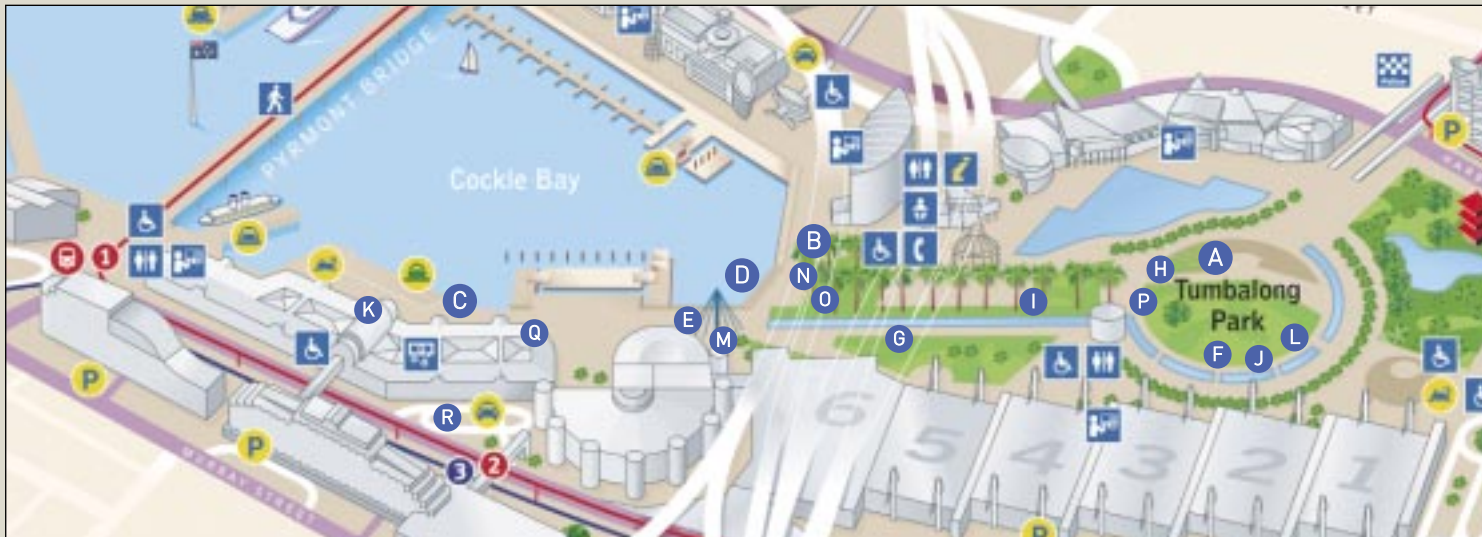 PYRMONT BRIDGE
Cockle Bay
1
B
N
O
D
E
M
C
K
Q
R
G
I
H
A
P
Tumbalong
Park
F
J
L
P
P
P
P
3
2
6
5
4
3
2
1
MURRAY STREET